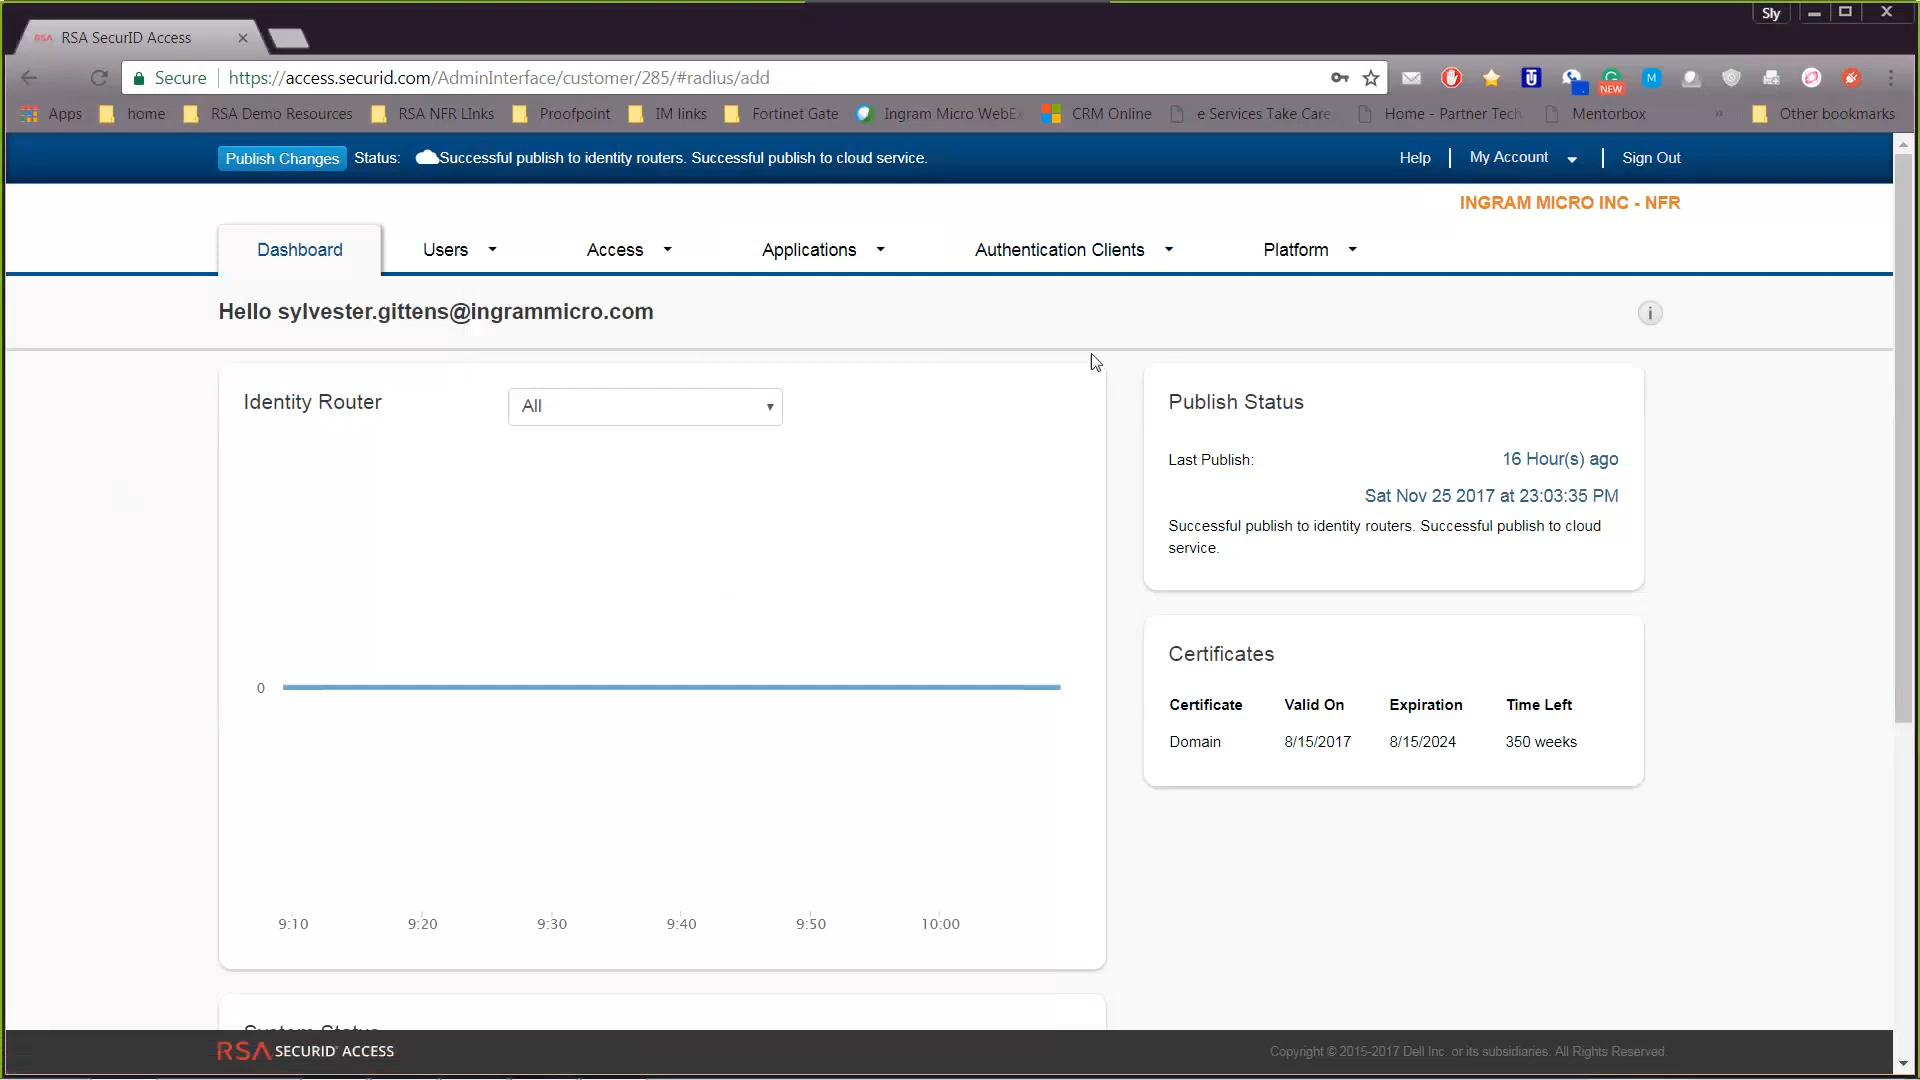 Sly
RSA SecurID Access
Secure https://access.securid.com/AdminInterface/customer/285/#radius/add
NEW
Apps home RSA Demo Resources RSA NFR LInks Proofpoint IM links Fortinet Gate Ingram Micro WebEx CRM Online e Services Take Care Home - Partner Tech Mentorbox » Other bookmarks
Publish Changes Status: Successful publish to identity routers. Successful publish to cloud service. Help My Account Sign Out
INGRAM MICRO INC - NFR
Dashboard Users Access Applications Authentication Clients Platform
Hello sylvester.gittens@ingrammicro.com
Identity Router All
0
9:10 9:20 9:30 9:40 9:50 10:00
Publish Status
Last Publish: 16 Hour(s) ago
Sat Nov 25 2017 at 23:03:35 PM
Successful publish to identity routers. Successful publish to cloud
service.
Certificates
Certificate Valid On Expiration Time Left
Domain 8/15/2017 8/15/2024 350 weeks
System Status
RSA SECURID® ACCESS
Copyright © 2015-2017 Dell Inc. or its subsidiaries. All Rights Reserved.